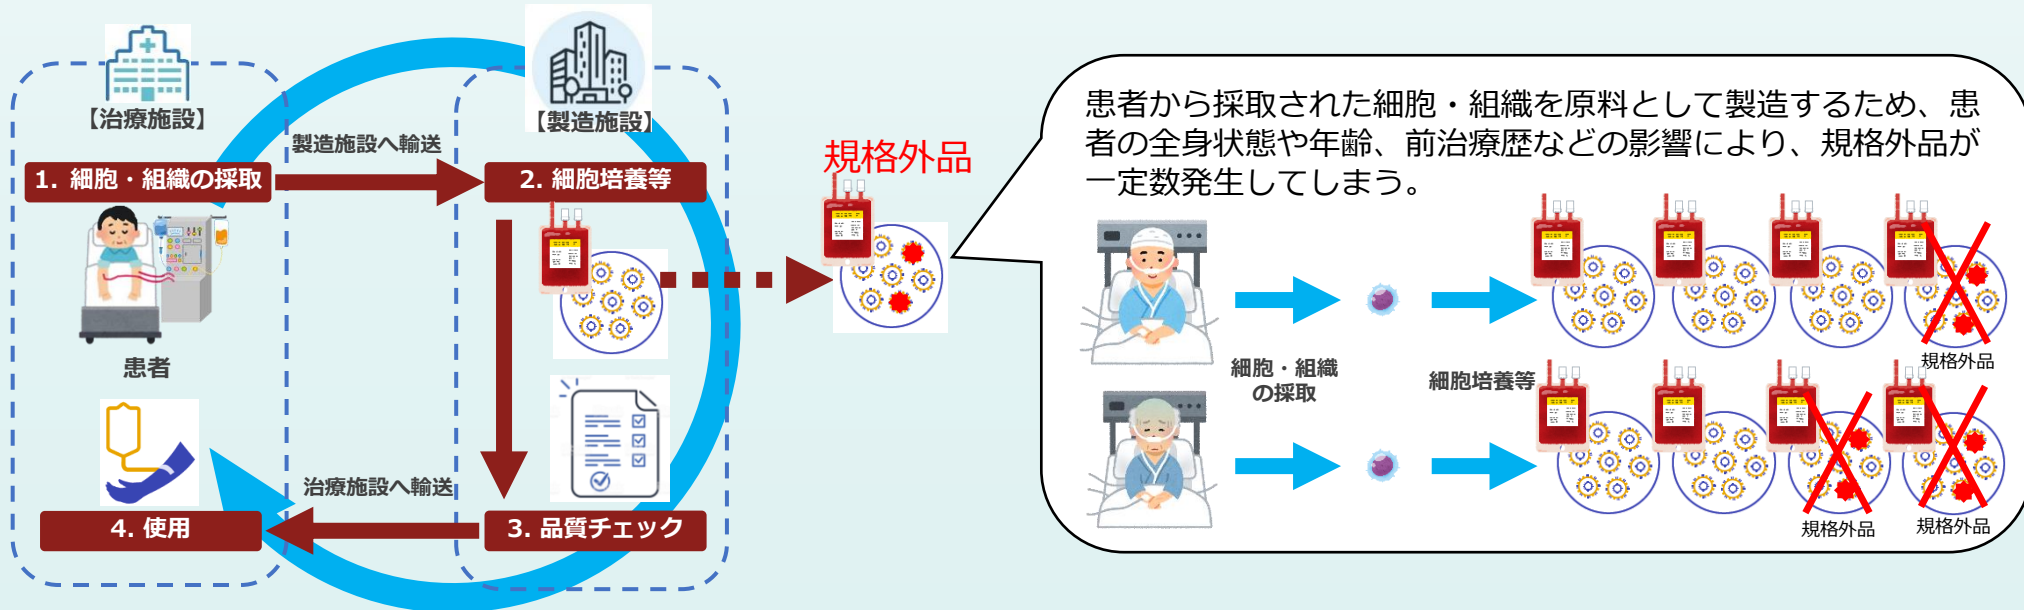 【治療施設】
【製造施設】
製造施設へ輸送
1. 細胞・組織の採取
2. 細胞培養等
患者
治療施設へ輸送
4. 使用
3. 品質チェック
規格外品
患者から採取された細胞・組織を原料として製造するため、患
者の全身状態や年齢、前治療歴などの影響により、規格外品が
一定数発生してしまう。
細胞・組織
の採取
細胞培養等
規格外品
規格外品
規格外品